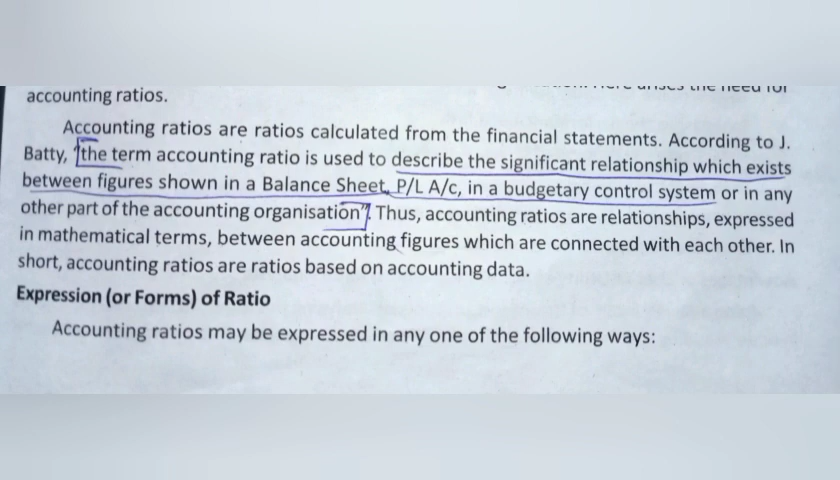 accounting ratios.
Accounting ratios are ratios calculated from the financial statements. According to J.
Batty, "the term accounting ratio is used to describe the significant relationship which exists
between figures shown in a Balance Sheet, P/L A/c, in a budgetary control system or in any
other part of the accounting organisation". Thus, accounting ratios are relationships, expressed
in mathematical terms, between accounting figures which are connected with each other. In
short, accounting ratios are ratios based on accounting data.
Expression (or Forms) of Ratio
Accounting ratios may be expressed in any one of the following ways: